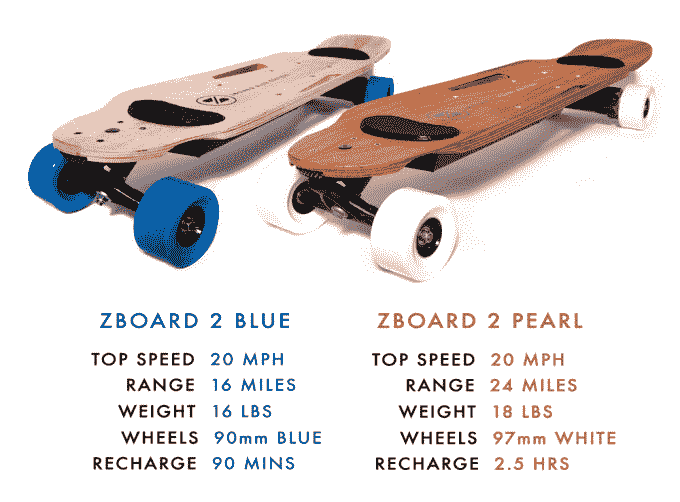 ZBOARD 2 BLUE
TOP SPEED 20 MPH
RANGE 16 MILES
WEIGHT 16 LBS
WHEELS 90mm BLUE
RECHARGE 90 MINS
ZBOARD 2 PEARL
TOP SPEED 20 MPH
RANGE 24 MILES
WEIGHT 18 LBS
WHEELS 97mm WHITE
RECHARGE 2.5 HRS